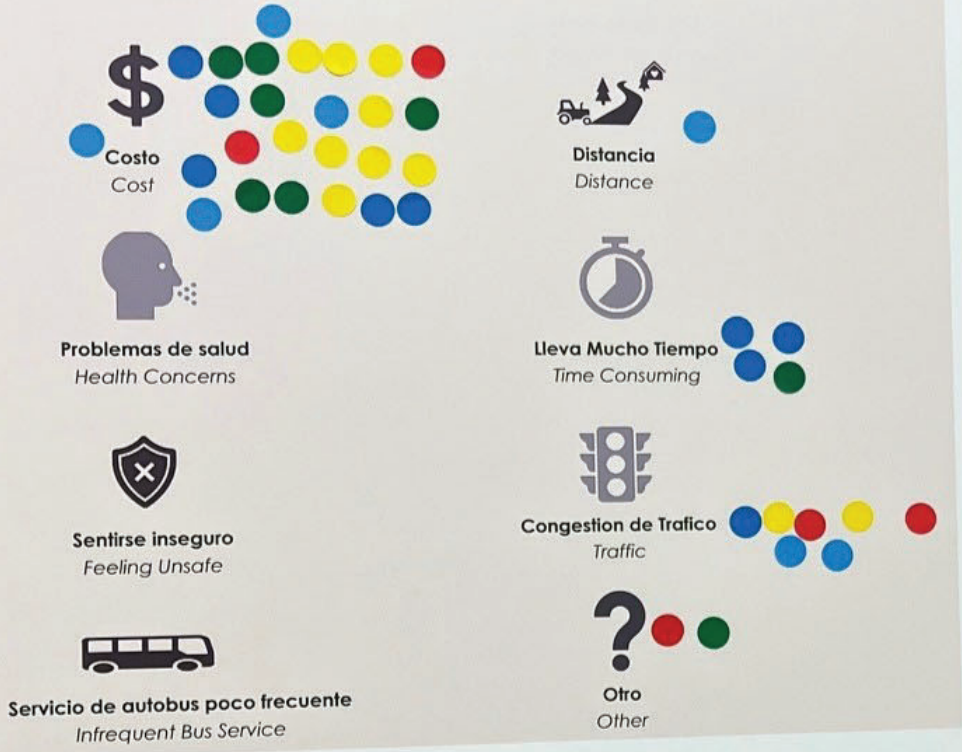 $
Costo
Cost
Distancia
Distance
Problemas de salud
Health Concerns
Lleva Mucho Tiempo
Time Consuming
Sentirse inseguro
Feeling Unsafe
Congestion de Trafico
Traffic
Servicio de autobus poco frecuente
Infrequent Bus Service
?
Otro
Other